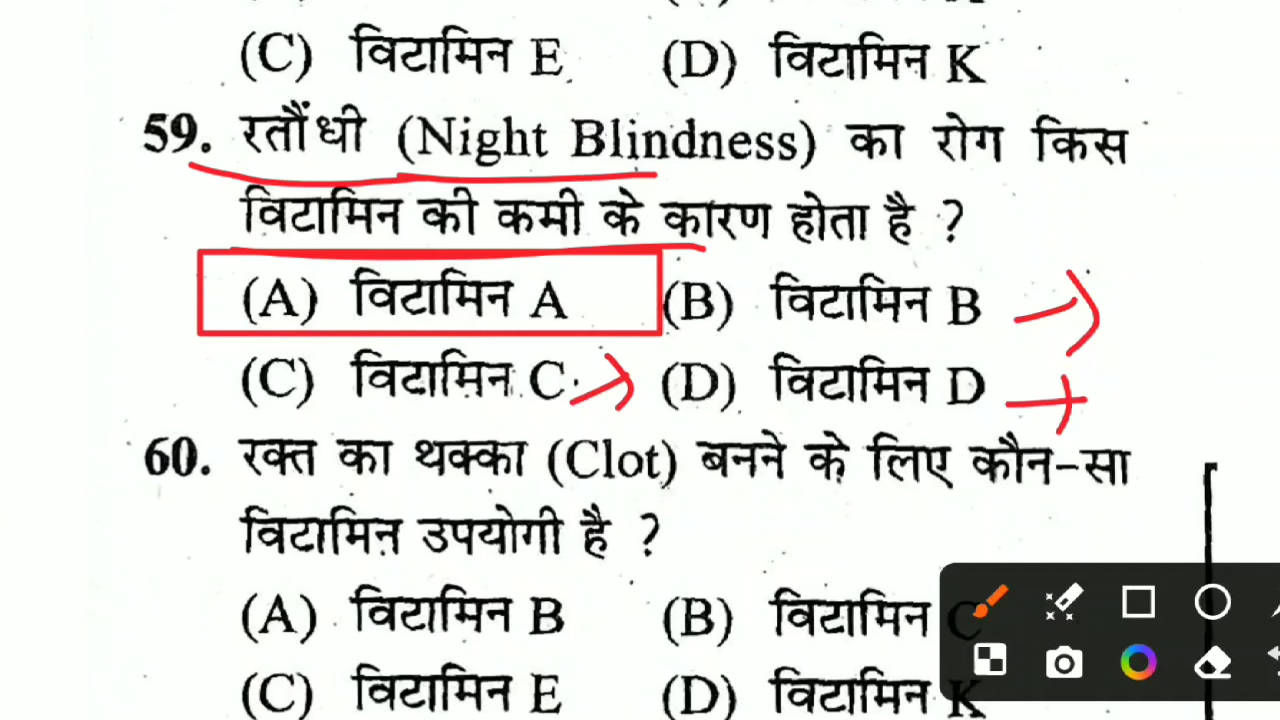 (C) विटामिन E (D) विटामिन K
59. रतौंधी (Night Blindness) का रोग किस
विटामिन की कमी के कारण होता है ?
(A) विटामिन A (B) विटामिन B
(C) विटामिन C (D) विटामिन D
60. रक्त का थक्का (Clot) बनने के लिए कौन-सा
विटामिन उपयोगी है ?
(A) विटामिन B (B) विटामिन C
(C) विटामिन E (D) विटामिन K